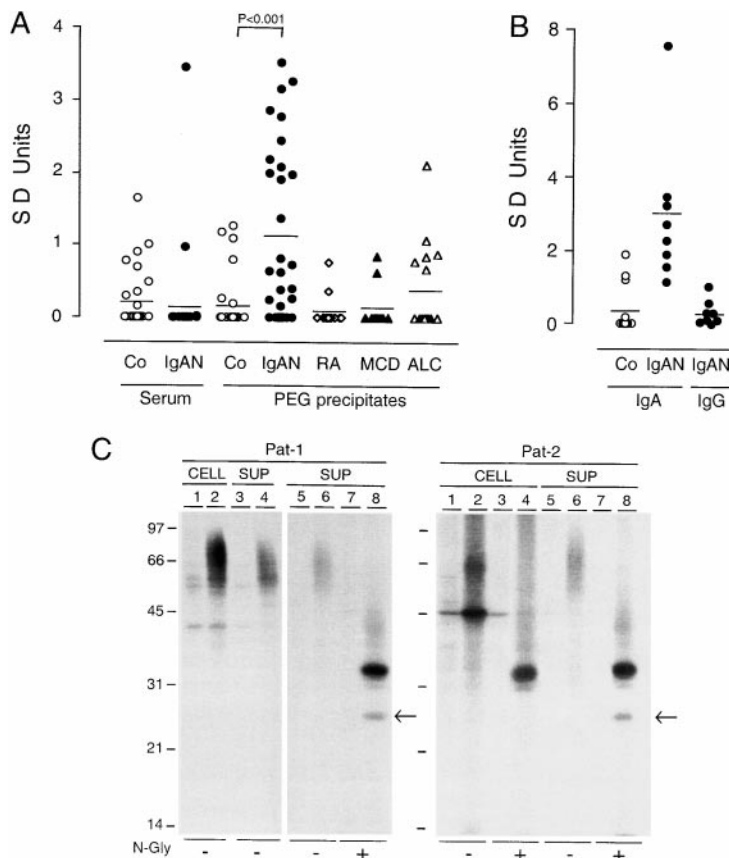 A
P<0.001
4
3
2
1
0
SD Units
Co IgAN Co IgAN RA MCD ALC
Serum PEG precipitates
B
8
6
4
2
0
SD Units
Co IgAN IgAN
IgA IgG
C
Pat-1 Pat-2
CELL SUP SUP CELL SUP
1 2 3 4 5 6 7 8 1 2 3 4 5 6 7 8
97
66
45
31
21
14
N-Gly - - + - + - +